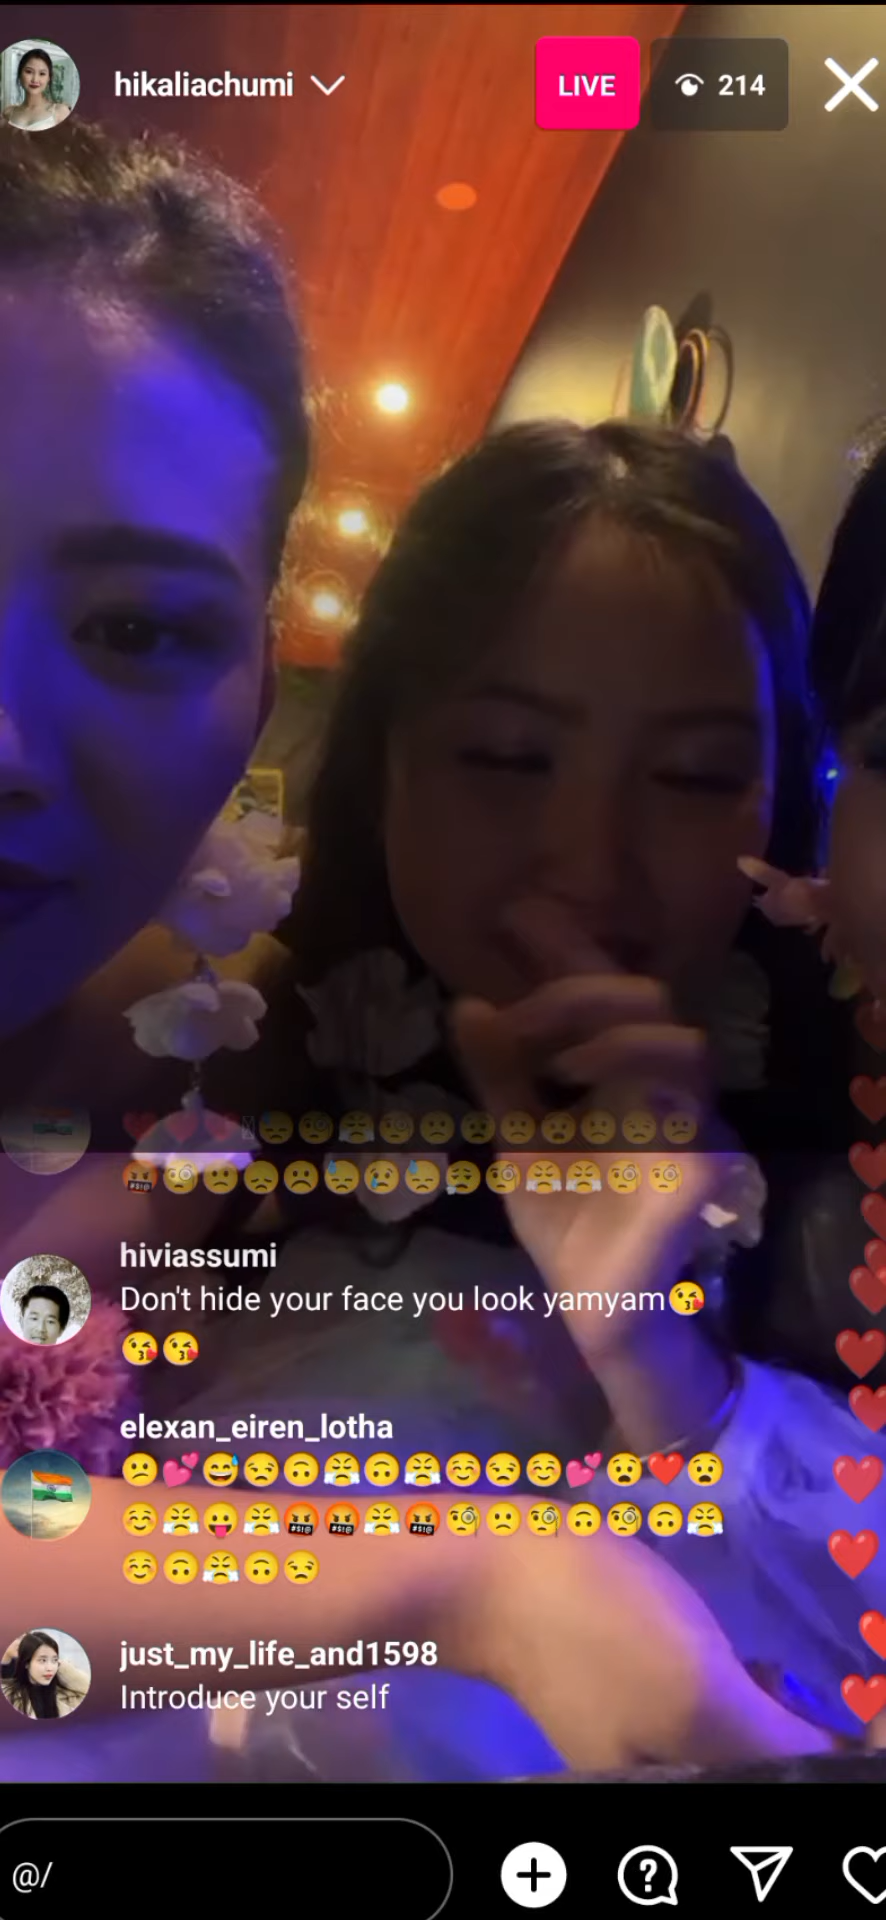 hikaliachumi
LIVE
214
hiviassumi
Don't hide your face you look yamyam😘
😘😘
elexan_eiren_lotha
😕💕😅😒🙃😤🙃😤☺️😒☺️💕😧❤️😧
☺️😤😛😤🤬🤬😤🤬🧐🙁🧐🙃🧐🙃😤
☺️🙃😤🙃😒
just_my_life_and1598
Introduce your self
@/